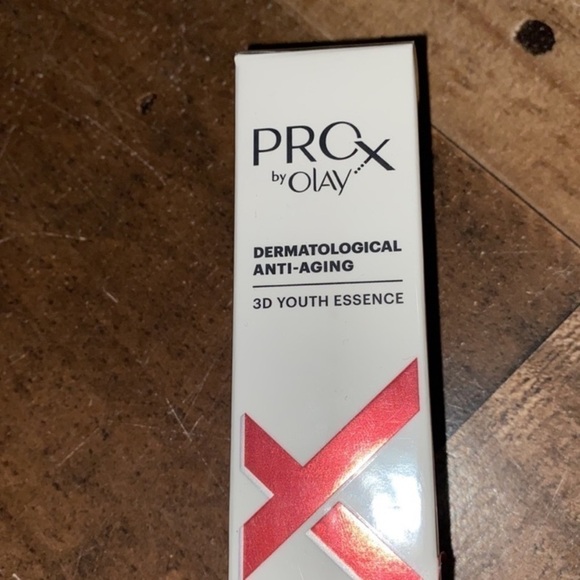 PROX
by OLAY
DERMATOLOGICAL
ANTI-AGING
3D YOUTH ESSENCE